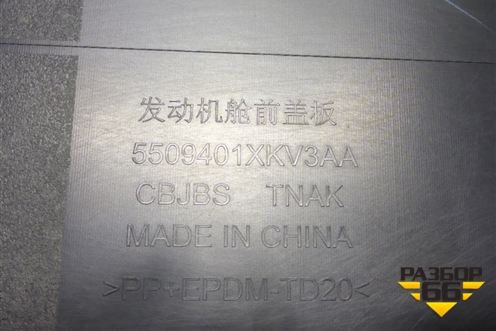 发动机舱前盖板
5509401XKV3AA
CBJBS TNAK
MADE IN CHINA
>PP+EPDM-TD20<
РАЗБОР
66